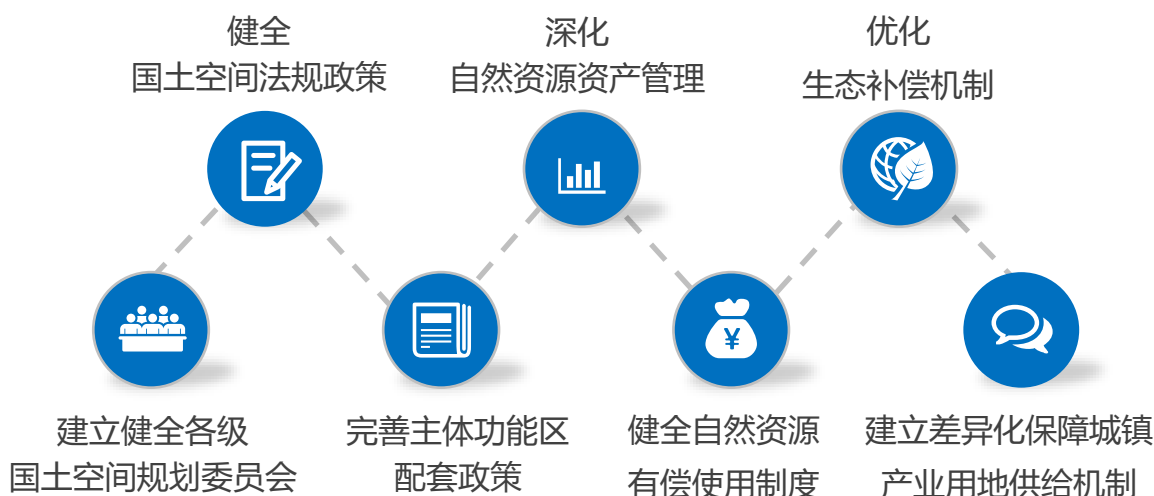 健全
国土空间法规政策
深化
自然资源资产管理
优化
生态补偿机制
¥
建立健全各级
国土空间规划委员会
完善主体功能区
配套政策
健全自然资源
有偿使用制度
建立差异化保障城镇
产业用地供给机制